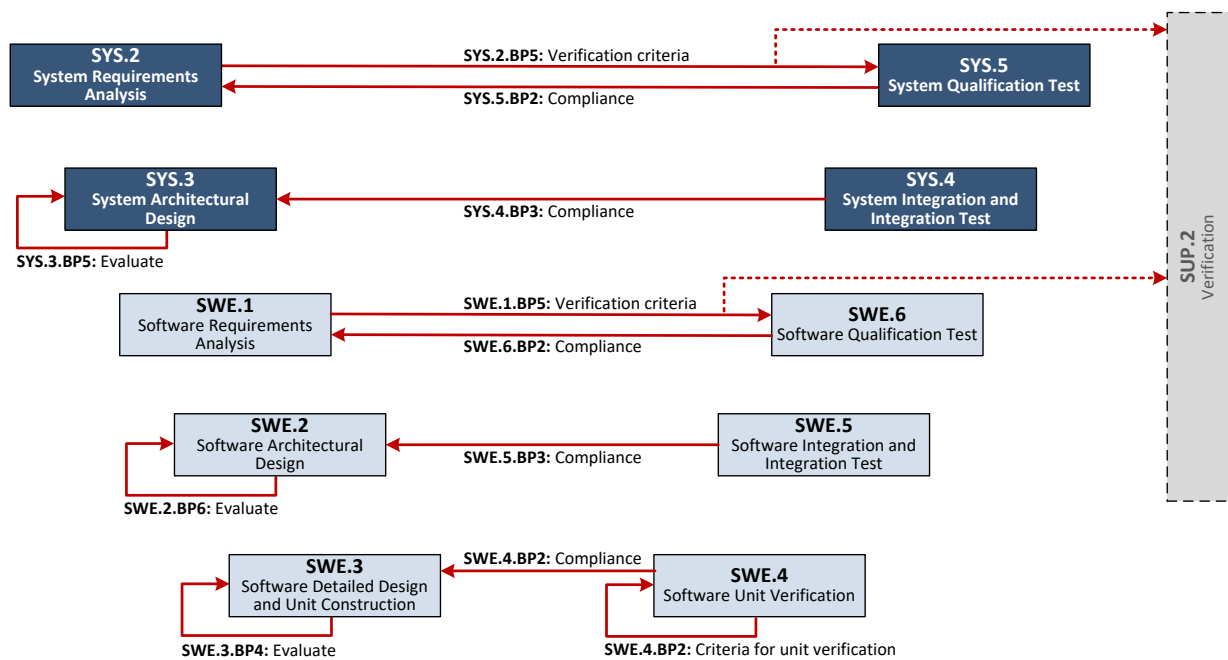 SYS.2
System Requirements
Analysis
SYS.2.BP5: Verification criteria
SYS.5.BP2: Compliance
SYS.5
System Qualification Test
SYS.3
System Architectural
Design
SYS.3.BP5: Evaluate
SYS.4.BP3: Compliance
SYS.4
System Integration and
Integration Test
SUP.2
Verification
SWE.1
Software Requirements
Analysis
SWE.1.BP5: Verification criteria
SWE.6.BP2: Compliance
SWE.6
Software Qualification Test
SWE.2
Software Architectural
Design
SWE.2.BP6: Evaluate
SWE.5.BP3: Compliance
SWE.5
Software Integration and
Integration Test
SWE.3
Software Detailed Design
and Unit Construction
SWE.3.BP4: Evaluate
SWE.4.BP2: Compliance
SWE.4
Software Unit Verification
SWE.4.BP2: Criteria for unit verification